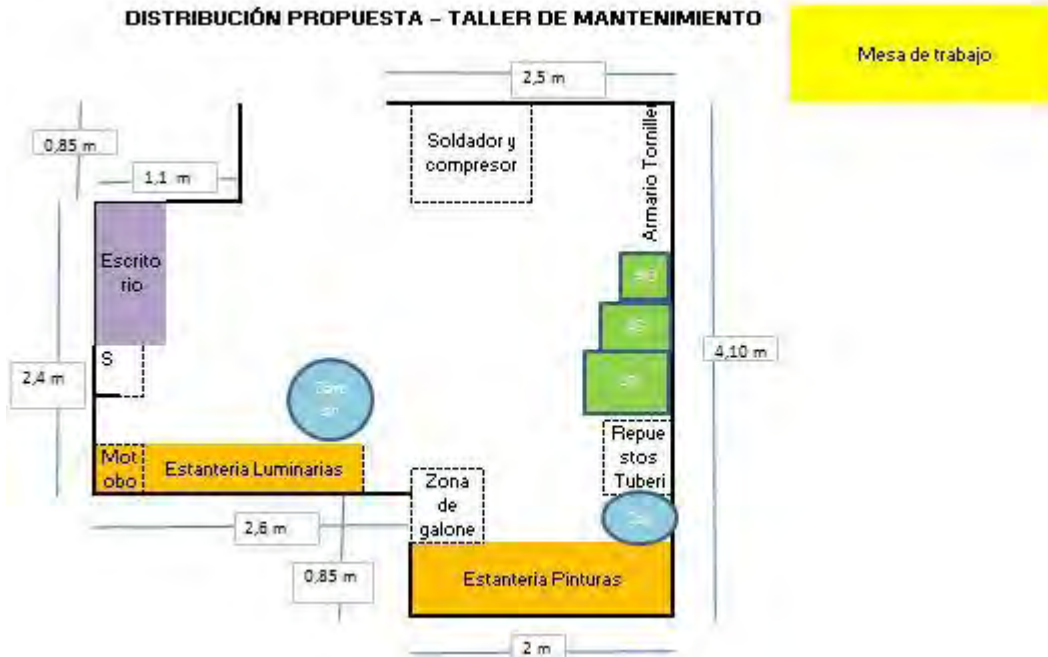 DISTRIBUCIÓN PROPUESTA – TALLER DE MANTENIMIENTO
Mesa de trabajo
2,5 m
0,85 m
Soldador y
compresor
Armario Torniller
1,1 m
Escrito
rio
S
2,4 m
4,10 m
Mot
obo
Estanteria Luminarias
Repue
stos
Tuberi
Zona
de
galone
2,6 m
0,85 m
Estanteria Pinturas
2 m